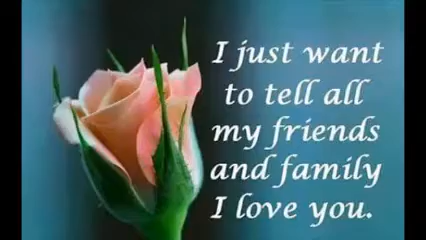 I just want
to tell all
my friends
and family
I love you.